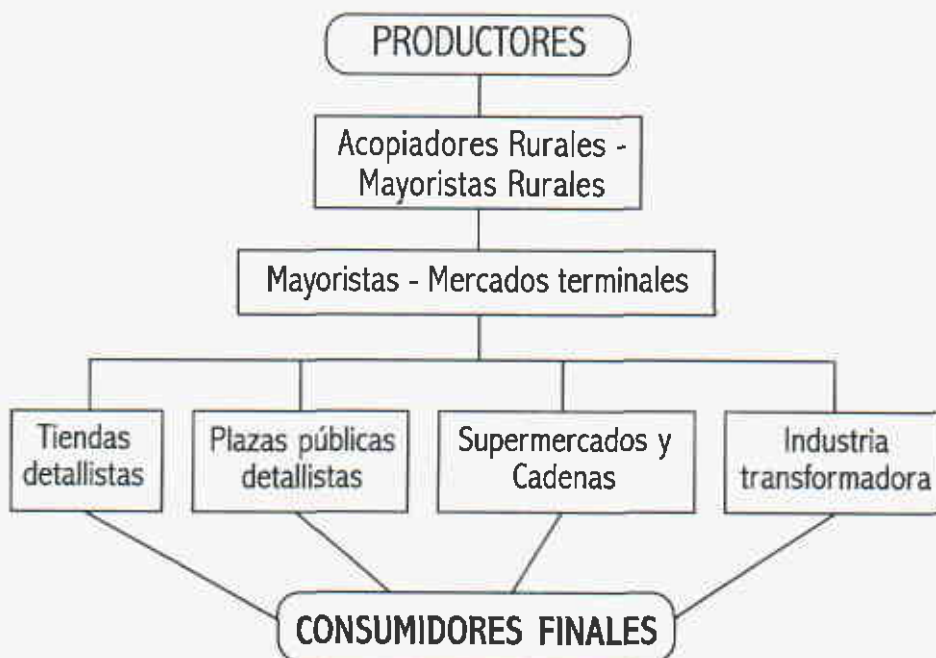 PRODUCTORES
Acopiadores Rurales -
Mayoristas Rurales
Mayoristas - Mercados terminales
Tiendas
detallistas
Plazas públicas
detallistas
Supermercados y
Cadenas
Industria
transformadora
CONSUMIDORES FINALES